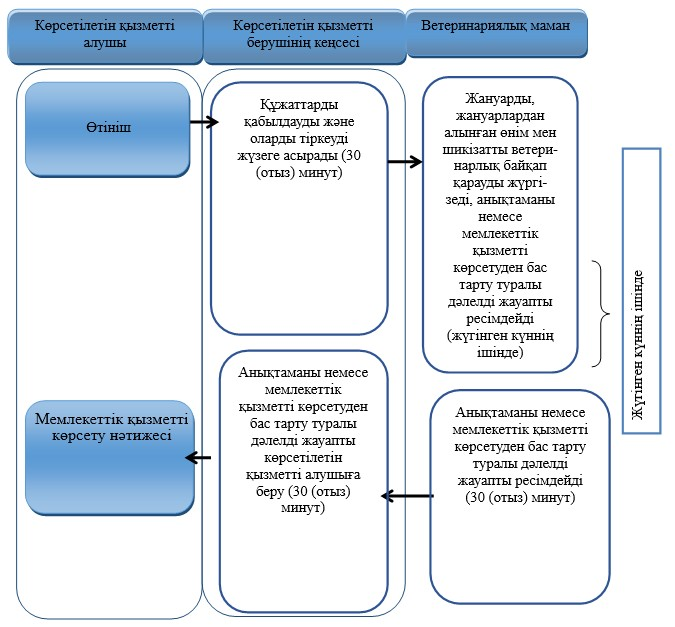 Көрсетілетін қызметті
алушы
Көрсетілетін қызметті
берушінің кеңсесі
Ветеринариялық маман
Өтініш
Құжаттарды
қабылдауды және
оларды тіркеуді
жүзеге асырады (30
(отыз) минут)
Жануарды,
жануарлардан
алынған өнім мен
шикізатты ветери-
нарлық байқап
қарауды жүргі-
зеді, анықтаманы
немесе
мемлекеттік
қызметті
көрсетуден бас
тарту туралы
дәлелді жауапты
ресімдейді
(жүгінген күннің
ішінде)
Жүгінген күннің ішінде
Мемлекеттік қызметті
көрсету нәтижесі
Анықтаманы немесе
мемлекеттік
қызметті көрсетуден
бас тарту туралы
дәлелді жауапты
көрсетілетін
қызметті алушыға
беру (30 (отыз)
минут)
Анықтаманы немесе
мемлекеттік қызметті
көрсетуден бас тарту
туралы дәлелді
жауапты ресімдейді
(30 (отыз) минут)